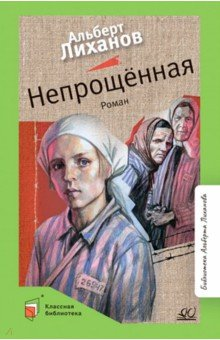 Альберт
Лиханов
Непрощённая
Роман
Библиотека Альберта Лиханова
Классная
библиотека